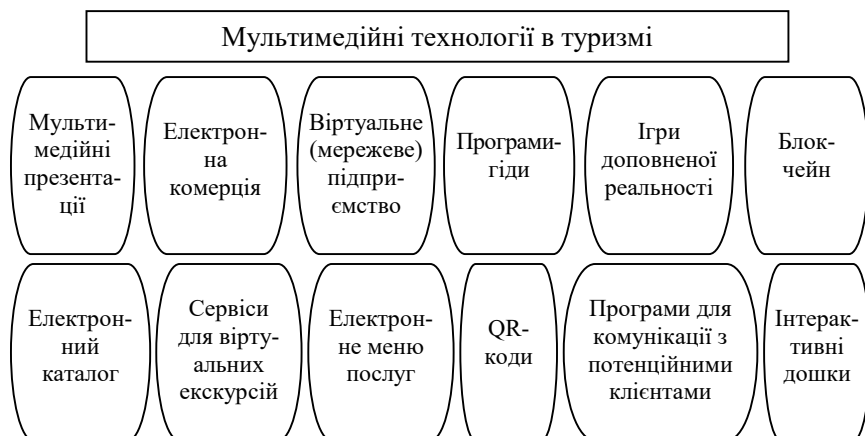 Мультимедійні технології в туризмі
Мульти-
медійні
презента-
ції
Електрон-
на
комерція
Віртуальне
(мережеве)
підпри-
ємство
Програми-
гіди
Ігри
доповненої
реальності
Блок-
чейн
Електрон-
ний
каталог
Сервіси
для вірту-
альних
екскурсій
Електрон-
не меню
послуг
QR-
коди
Програми для
комунікації з
потенційними
клієнтами
Інтерак-
тивні
дошки